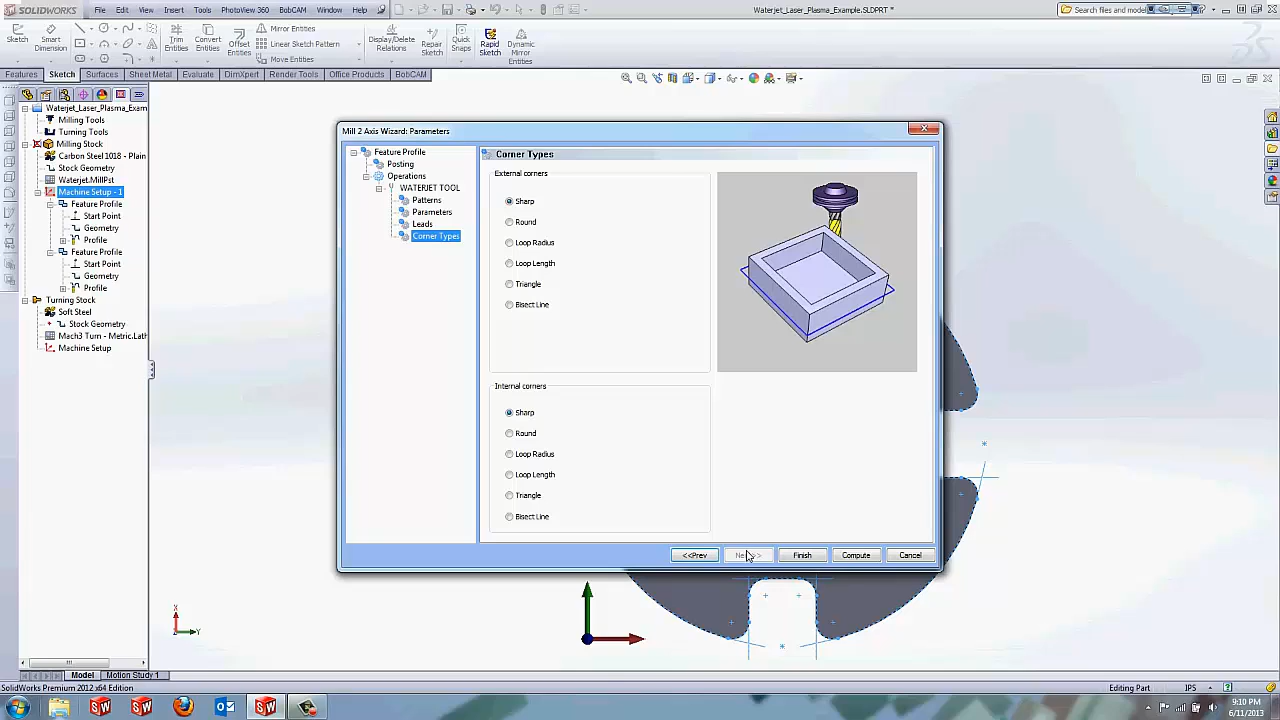 SOLIDWORKS File Edit View Insert Tools PhotoView 360 BobCAM Window Help Waterjet_Laser_Plasma_Example.SLDPRT * Search files and model
Sketch Smart Dimension Trim Entities Convert Entities Offset Entities Mirror Entities Linear Sketch Pattern Move Entities Display/Delete Relations Repair Sketch Quick Snaps Rapid Sketch Dynamic Mirror Entities
Features Sketch Surfaces Sheet Metal Evaluate DimXpert Render Tools Office Products BobCAM
Waterjet_Laser_Plasma_Exam
Milling Tools
Turning Tools
Milling Stock
Carbon Steel 1018 - Plain
Stock Geometry
Waterjet.MillPst
Machine Setup - 1
Feature Profile
Start Point
Geometry
Profile
Feature Profile
Start Point
Geometry
Profile
Turning Stock
Soft Steel
Stock Geometry
Mach3 Turn - Metric.Lath
Machine Setup
Mill 2 Axis Wizard: Parameters
Feature Profile
Posting
Operations
WATERJET TOOL
Patterns
Parameters
Leads
Corner Types
Corner Types
External corners
Sharp
Round
Loop Radius
Loop Length
Triangle
Bisect Line
Internal corners
Sharp
Round
Loop Radius
Loop Length
Triangle
Bisect Line
<<Prev Finish Compute Cancel
X
Y
Model Motion Study 1
SolidWorks Premium 2012 x64 Edition Editing Part IPS
9:10 PM
6/11/2013